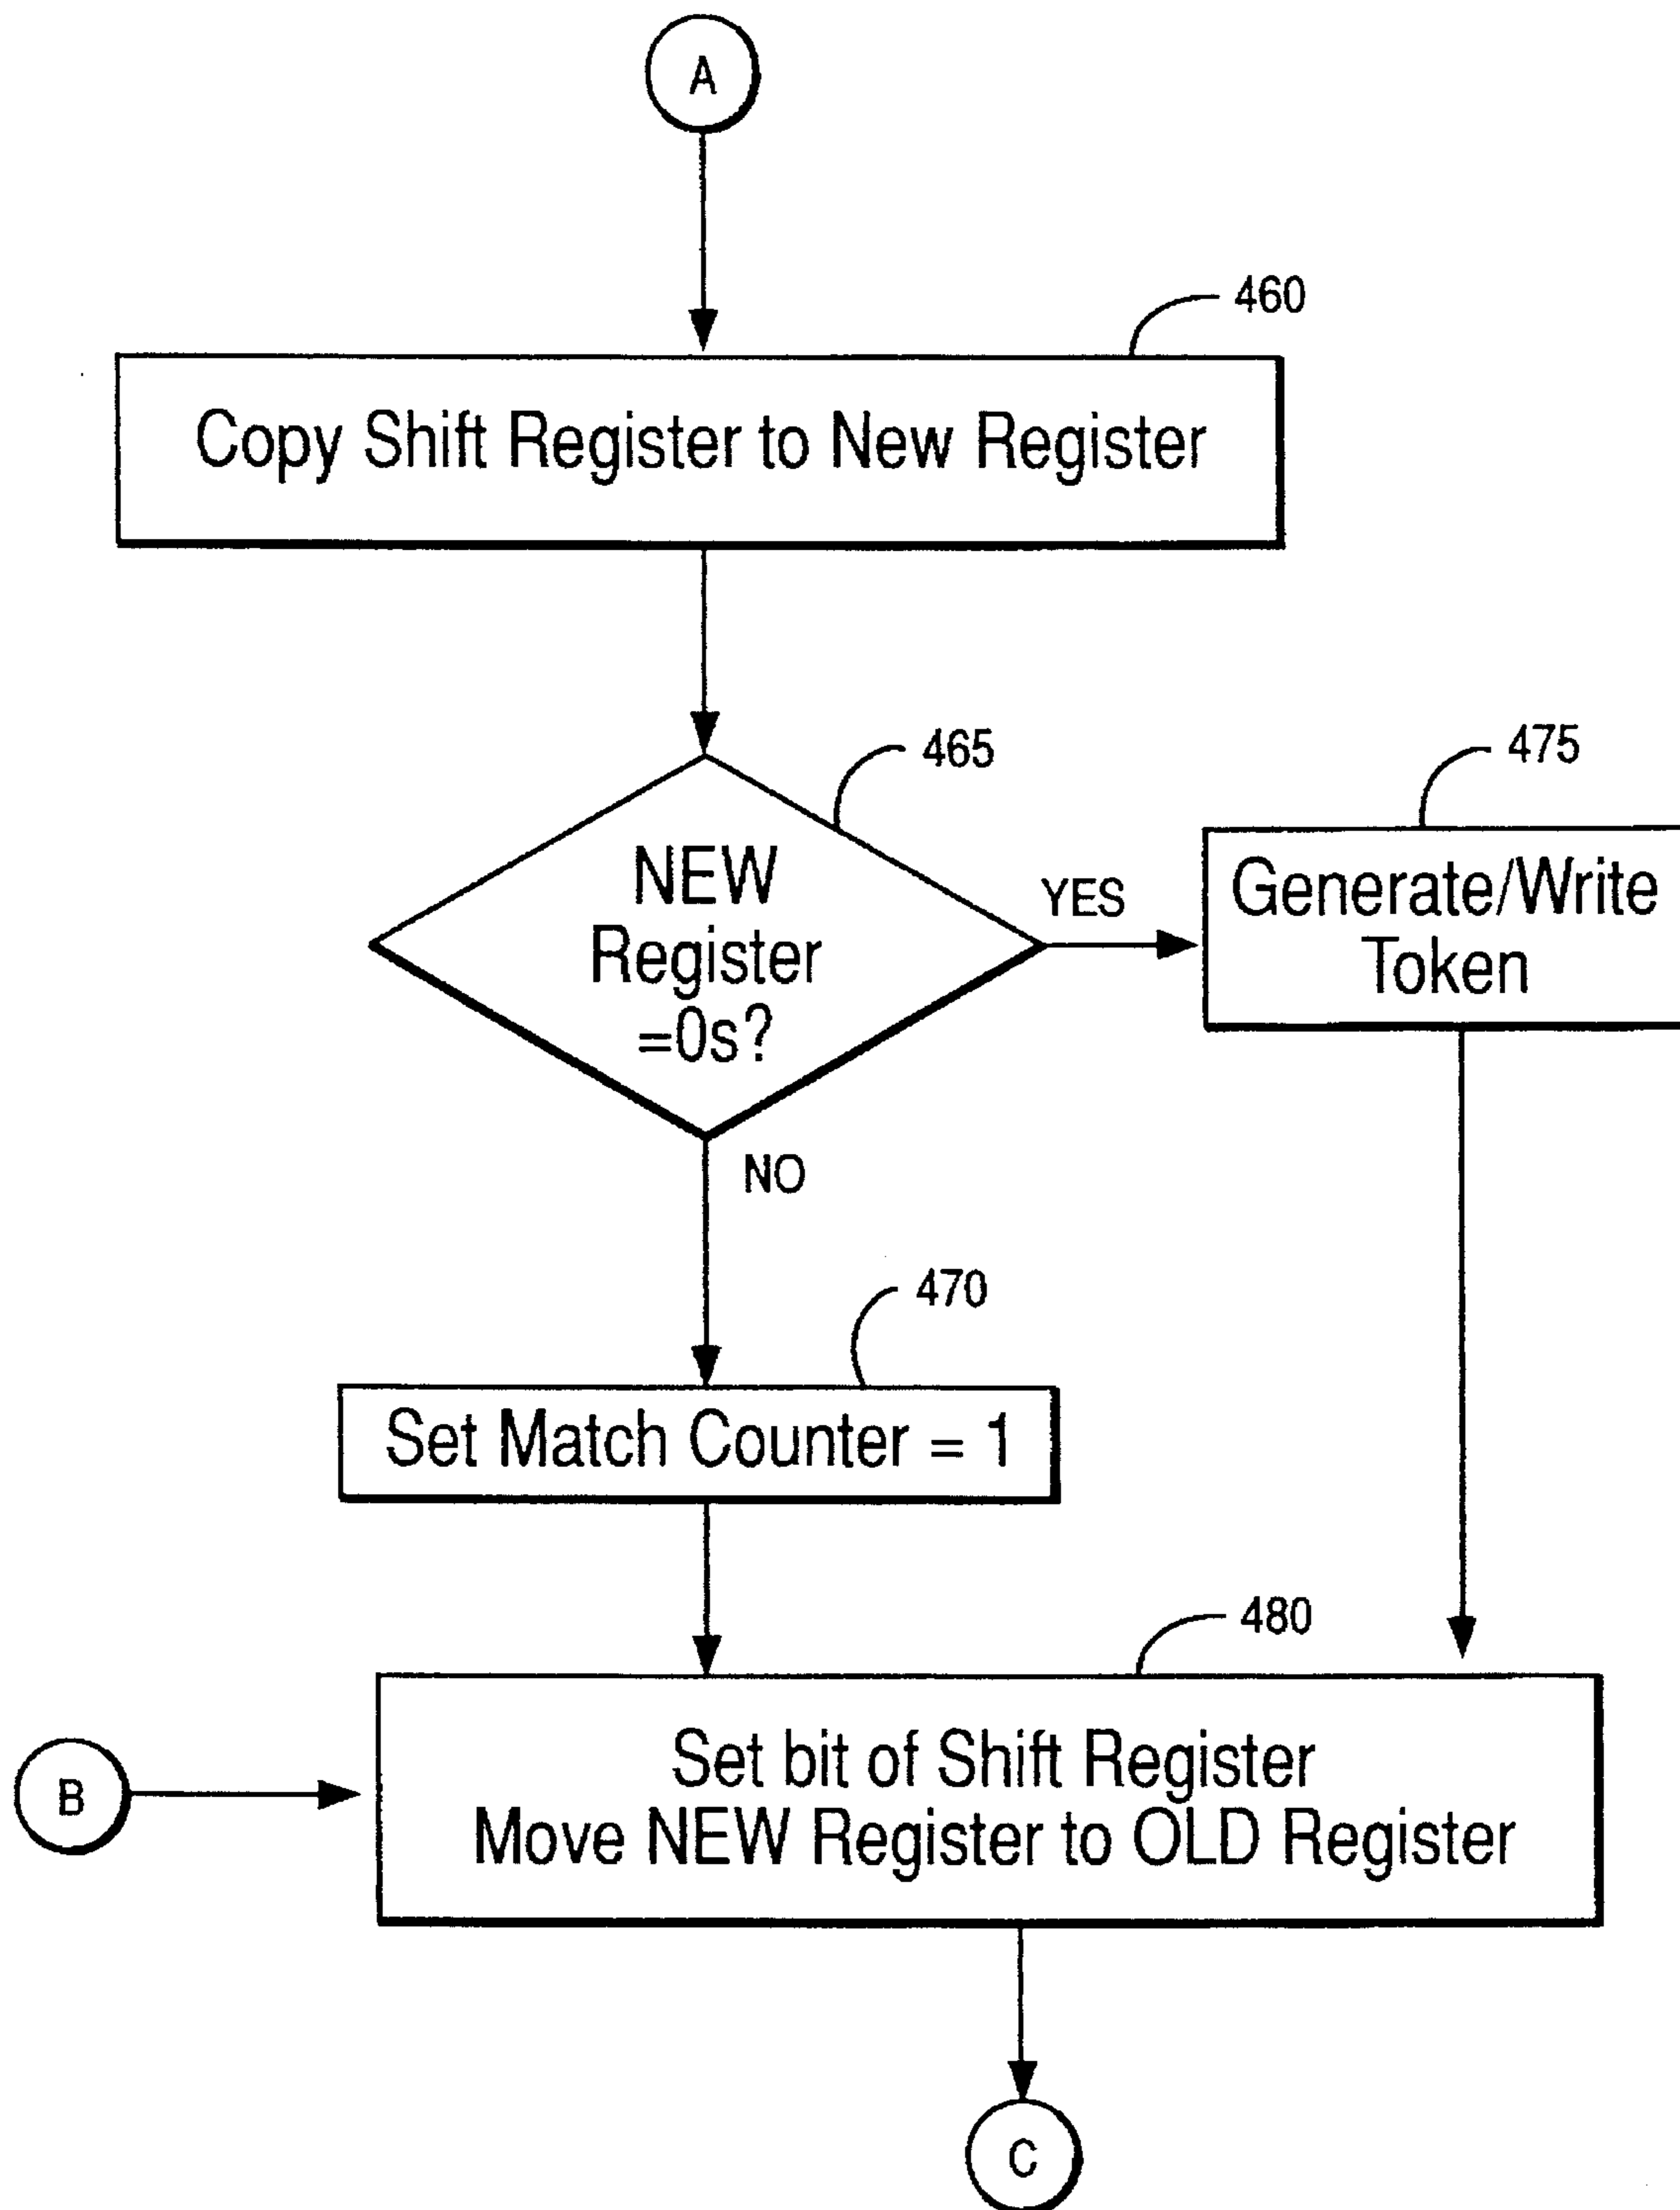 A
460
Copy Shift Register to New Register
465
NEW
Register
=0s?
YES
475
Generate/Write
Token
NO
470
Set Match Counter = 1
480
B
Set bit of Shift Register
Move NEW Register to OLD Register
C